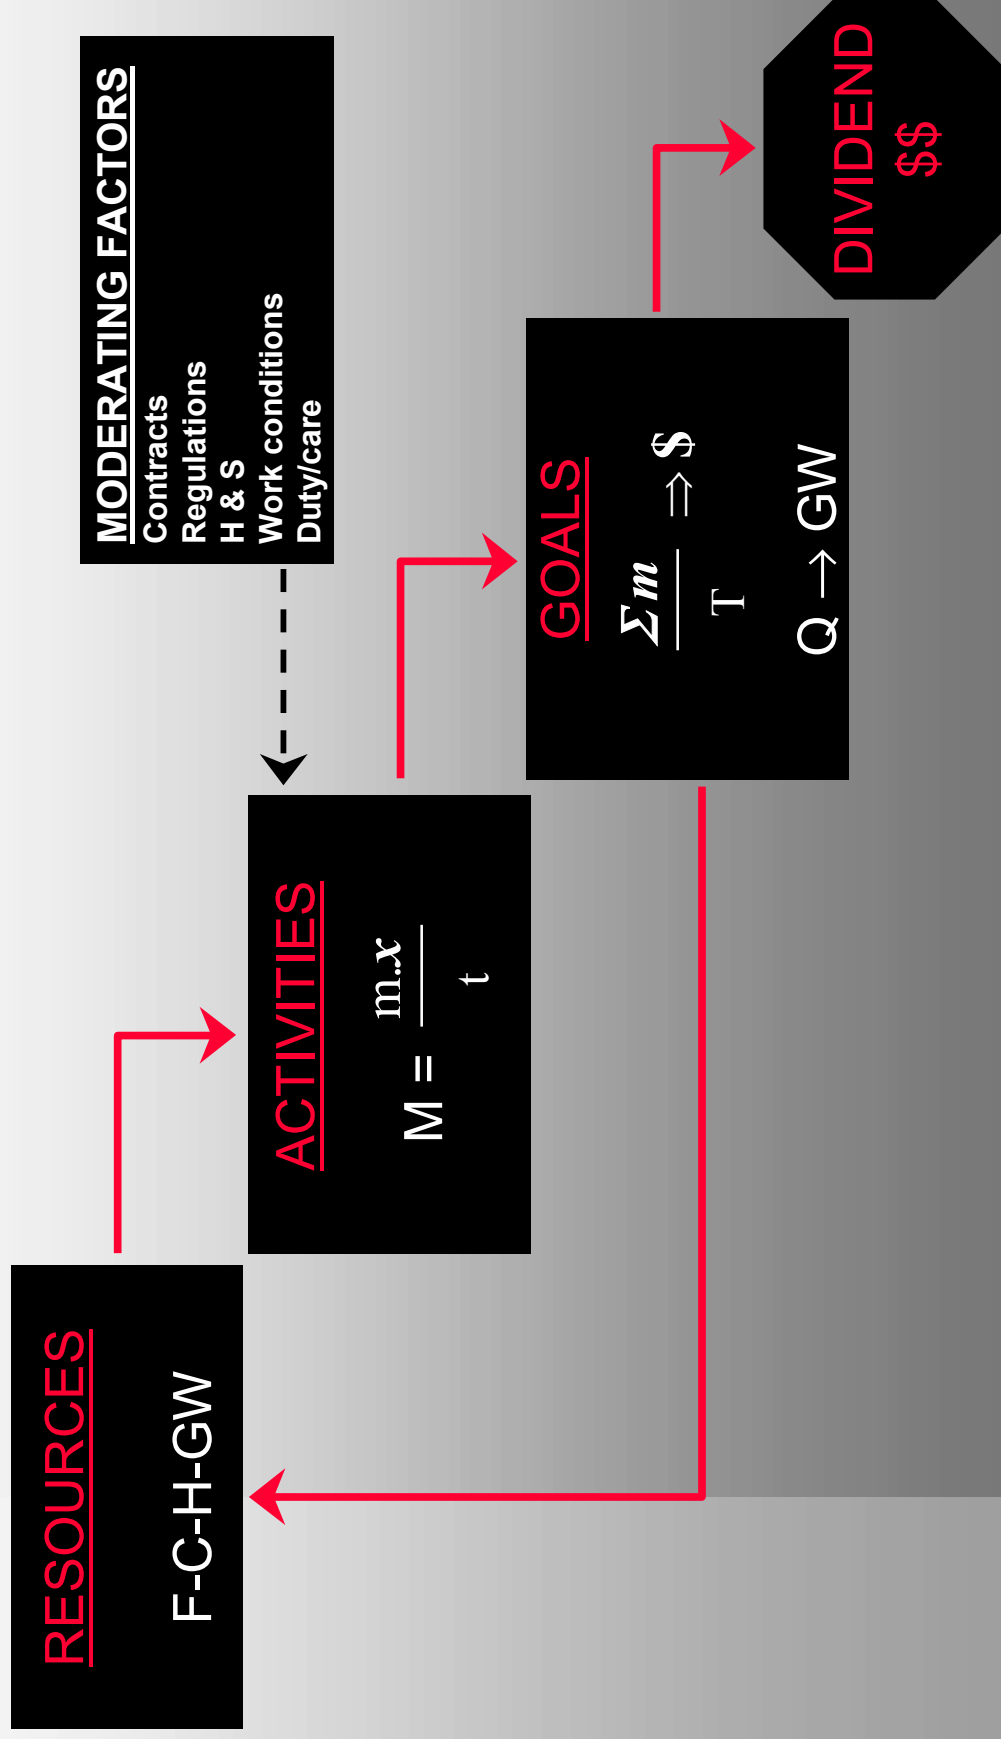 RESOURCES
F-C-H-GW
ACTIVITIES
M = m.x
t
MODERATING FACTORS
Contracts
Regulations
H & S
Work conditions
Duty/care
GOALS
Σm ⇒ $
T
Q → GW
DIVIDEND
$$